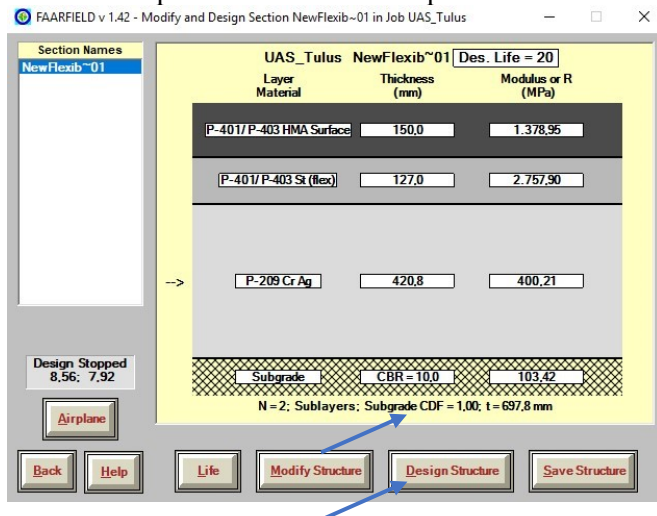 FAARFIELD v 1.42 - Modify and Design Section NewFlexib~01 in Job UAS_Tulus
Section Names
NewFlexib~01
UAS_Tulus NewFlexib~01 Des. Life = 20
Layer Material Thickness (mm) Modulus or R (MPa)
P-401/ P-403 HMA Surface 150,0 1.378,95
P-401/ P-403 St (flex) 127,0 2.757,90
--> P-209 Cr Ag 420,8 400,21
Subgrade CBR = 10,0 103,42
N = 2; Sublayers; Subgrade CDF = 1,00; t = 697,8 mm
Design Stopped
8,56; 7,92
Airplane
Back Help Life Modify Structure Design Structure Save Structure